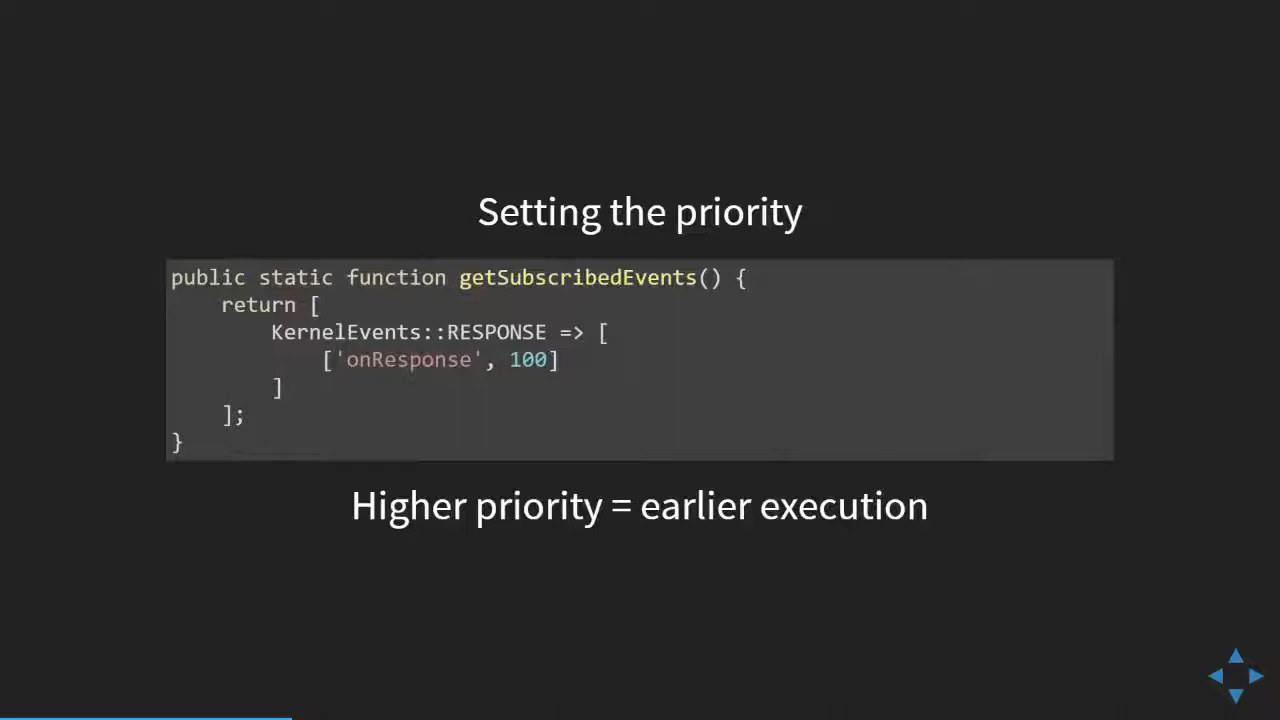 Setting the priority
public static function getSubscribedEvents() {
    return [
        KernelEvents::RESPONSE => [
            ['onResponse', 100]
        ]
    ];
}
Higher priority = earlier execution